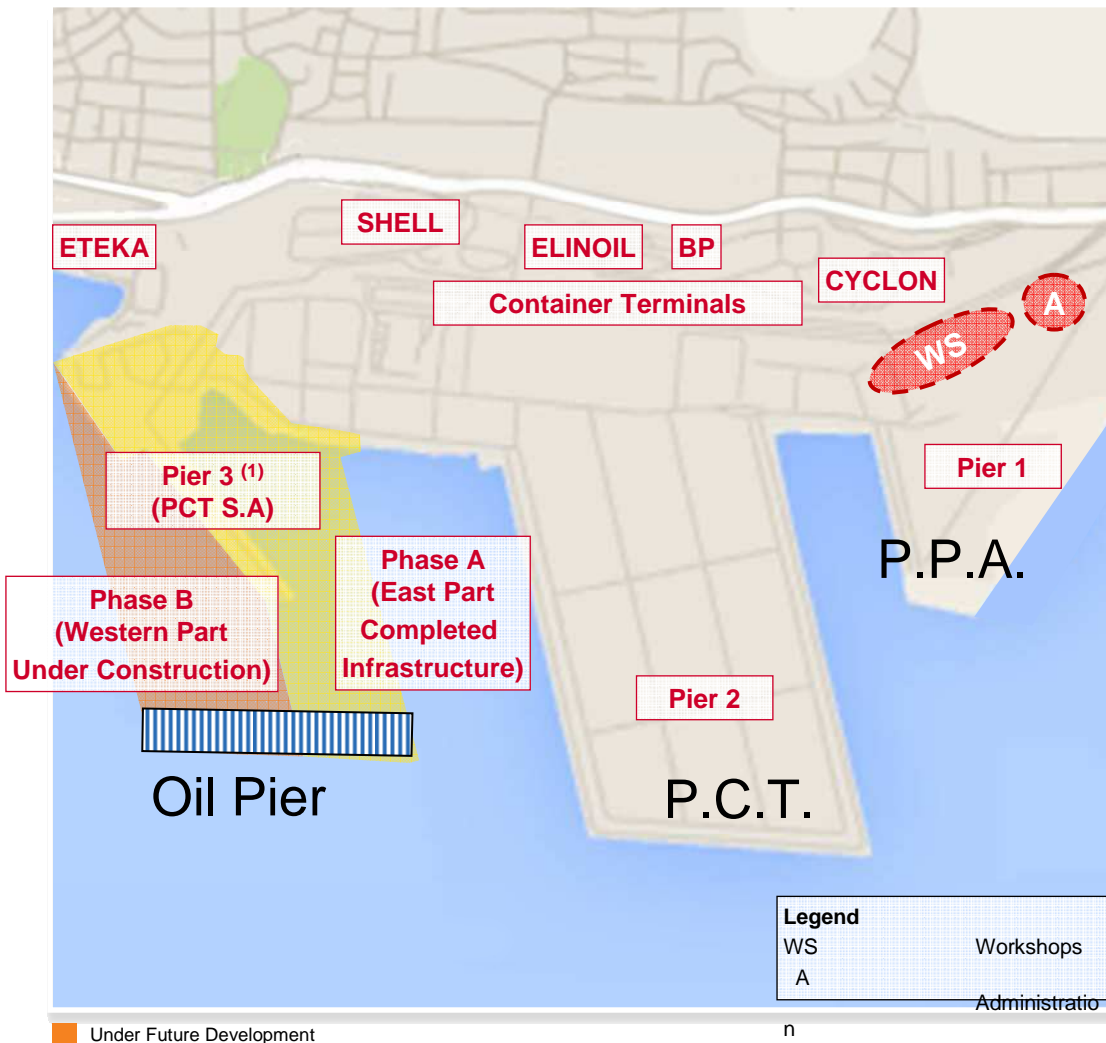 SHELL
ETEKA
ELINOIL
BP
CYCLON
Container Terminals
A
WS
Pier 3 (1)
(PCT S.A)
Pier 1
P.P.A.
Phase A
(East Part
Completed
Infrastructure)
Phase B
(Western Part
Under Construction)
Pier 2
Oil Pier
P.C.T.
Legend
WS Workshops
A
Administratio
n
Under Future Development